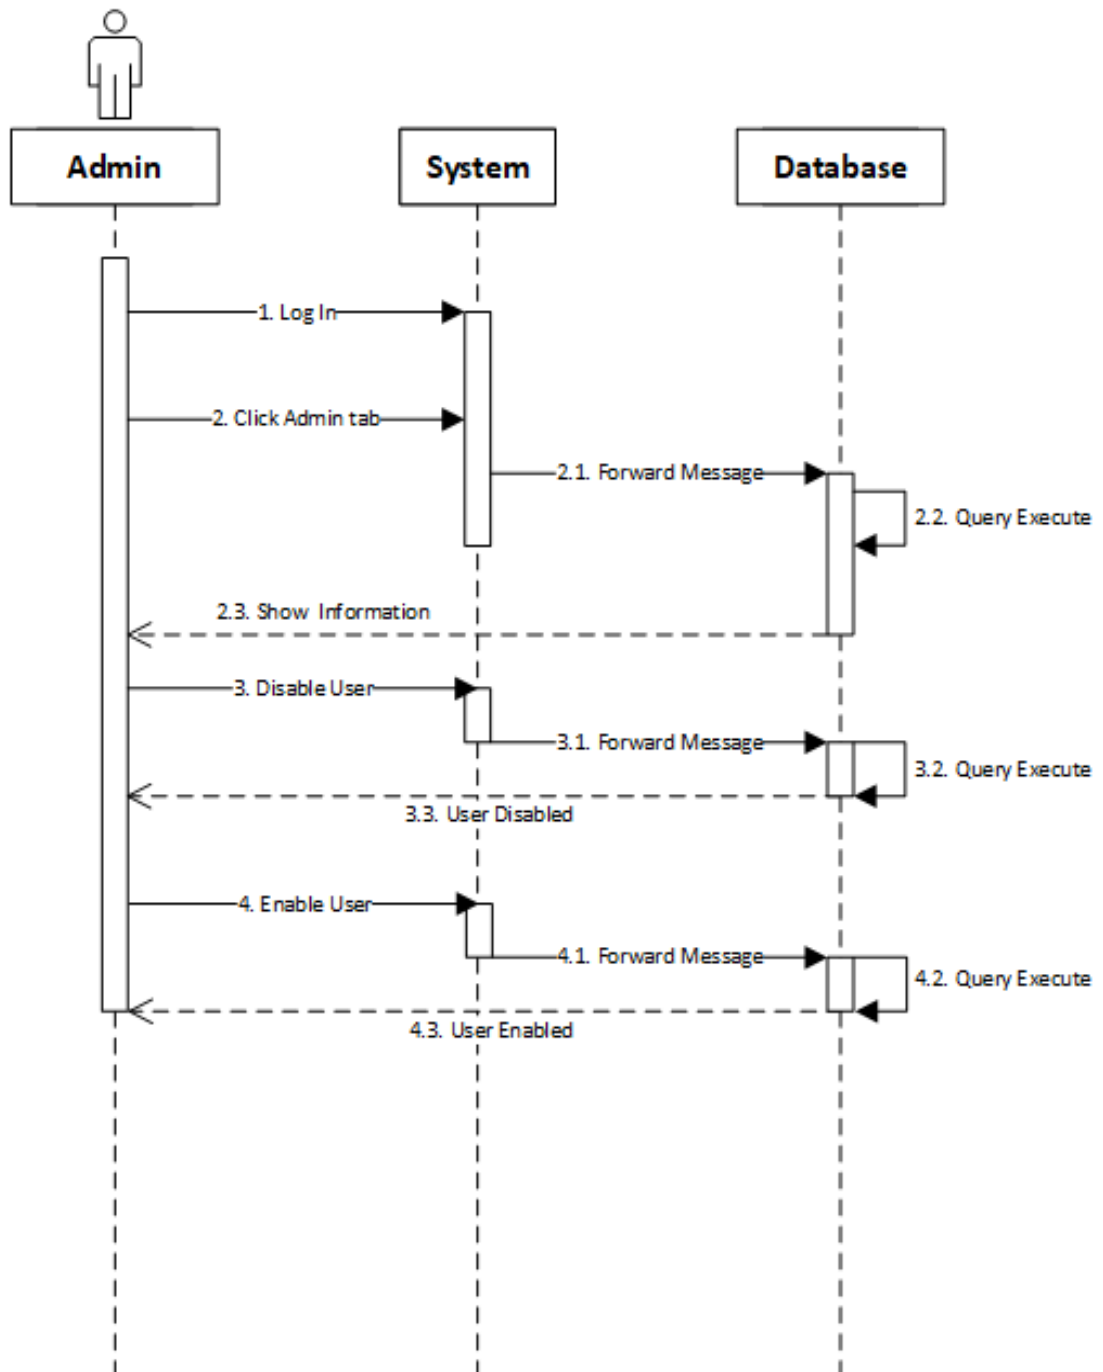 Admin
System
Database
1. Log In
2. Click Admin tab
2.1. Forward Message
2.2. Query Execute
2.3. Show Information
3. Disable User
3.1. Forward Message
3.2. Query Execute
3.3. User Disabled
4. Enable User
4.1. Forward Message
4.2. Query Execute
4.3. User Enabled